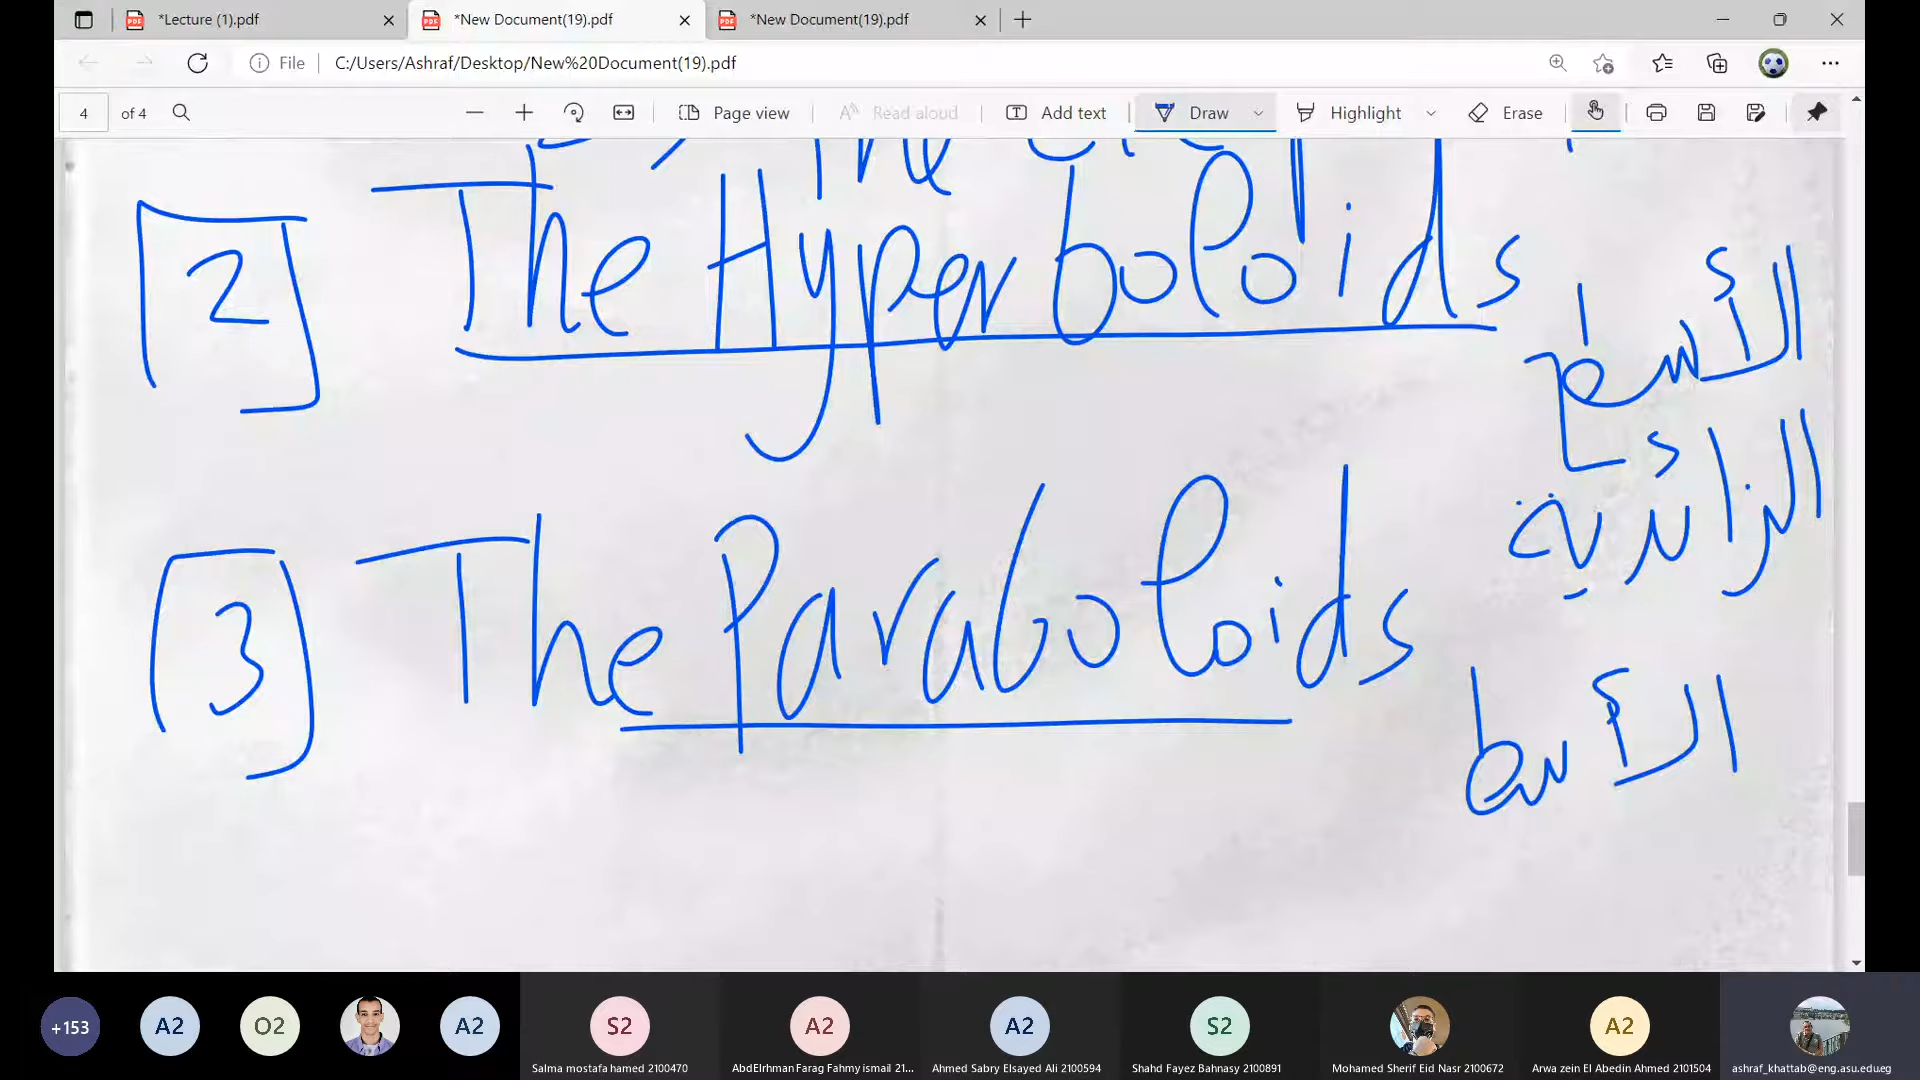 *Lecture (1).pdf
*New Document(19).pdf
*New Document(19).pdf
File
C:/Users/Ashraf/Desktop/New%20Document(19).pdf
4 of 4
Page view
Read aloud
Add text
Draw
Highlight
Erase
[2] The Hyperboloids
الزائدية
[3] The Paraboloids
+153
A2
O2
A2
S2
A2
A2
S2
A2
Salma mostafa hamed 2100470
AbdElrhman Farag Fahmy ismail 21...
Ahmed Sabry Elsayed Ali 2100594
Shahd Fayez Bahnasy 2100891
Mohamed Sherif Eid Nasr 2100672
Arwa zein El Abedin Ahmed 2101504
ashraf_khattab@eng.asu.edu.eg